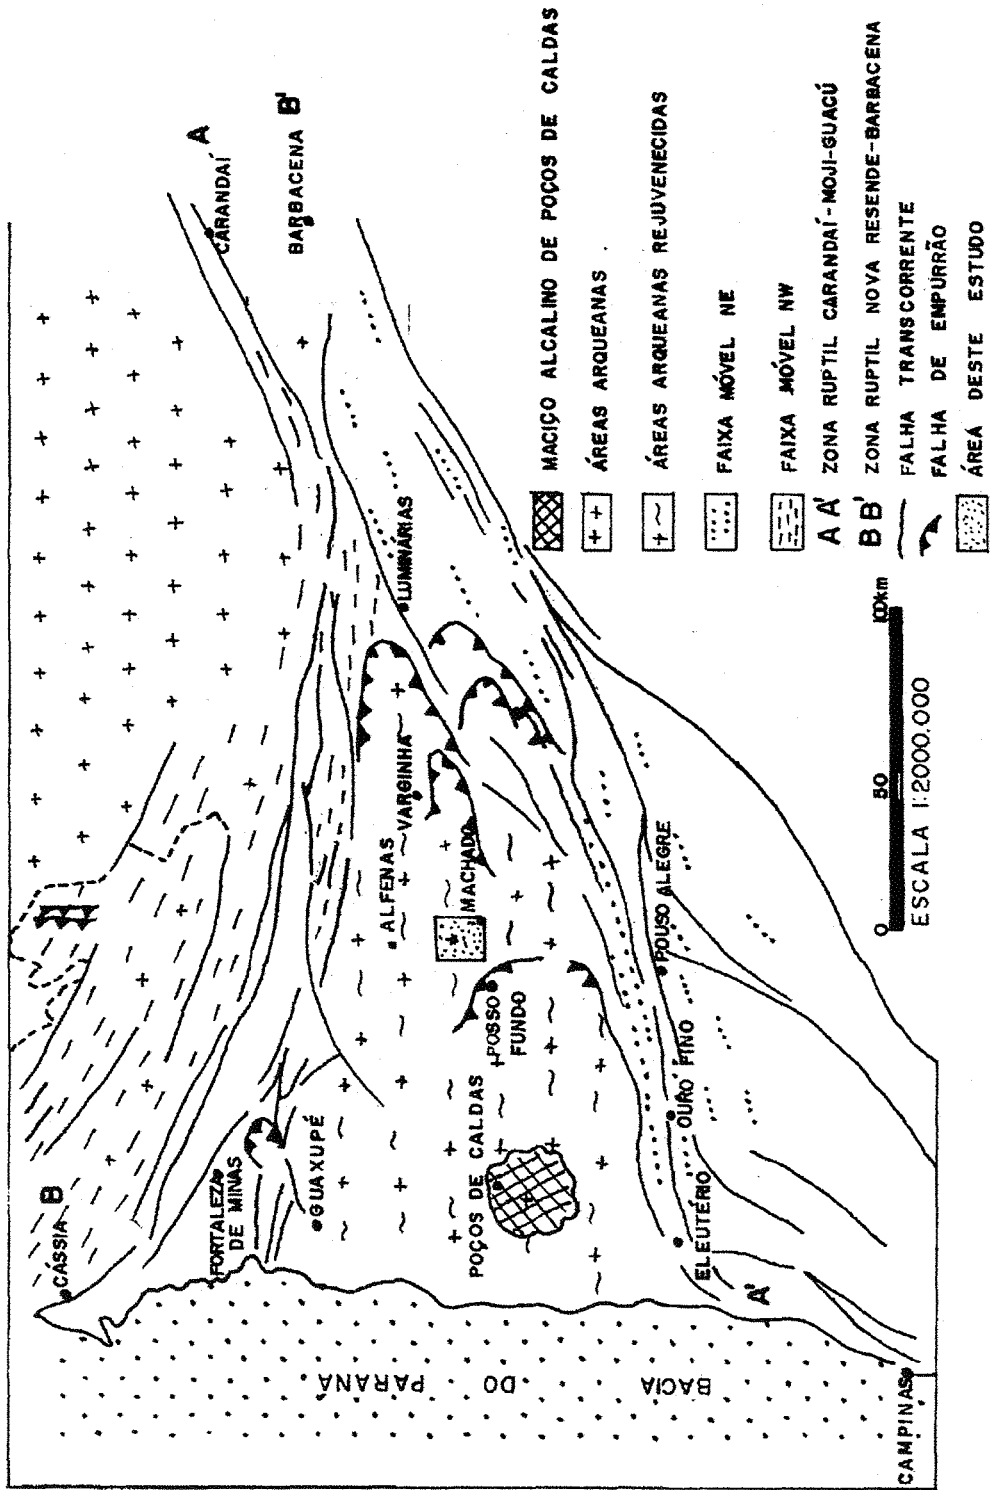 CÁSSIA
B
FORTALEZA
DE MINAS
GUAXUPÉ
POÇOS DE CALDAS
POSSO
FUNDO
ALFENAS
VARGINHA
MACHADO
LUMINÁRIAS
CARANDAÍ
A
BARBACENA
B'
POUSO ALEGRE
OURO FINO
ELEUTÉRIO
A'
CAMPINAS
BACIA DO PARANÁ
0 50 100km
ESCALA 1:2000.000
MACIÇO ALCALINO DE POÇOS DE CALDAS
ÁREAS ARQUEANAS
ÁREAS ARQUEANAS REJUVENECIDAS
FAIXA MÓVEL NE
FAIXA MÓVEL NW
A A' ZONA RUPTIL CARANDAÍ-MOJI-GUAÇÚ
B B' ZONA RUPTIL NOVA RESENDE-BARBACENA
FALHA TRANSCORRENTE
FALHA DE EMPURRÃO
ÁREA DESTE ESTUDO